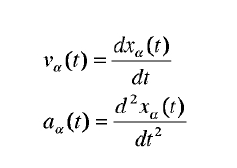 v_α(t) = dx_α(t)/dt
a_α(t) = d²x_α(t)/dt²